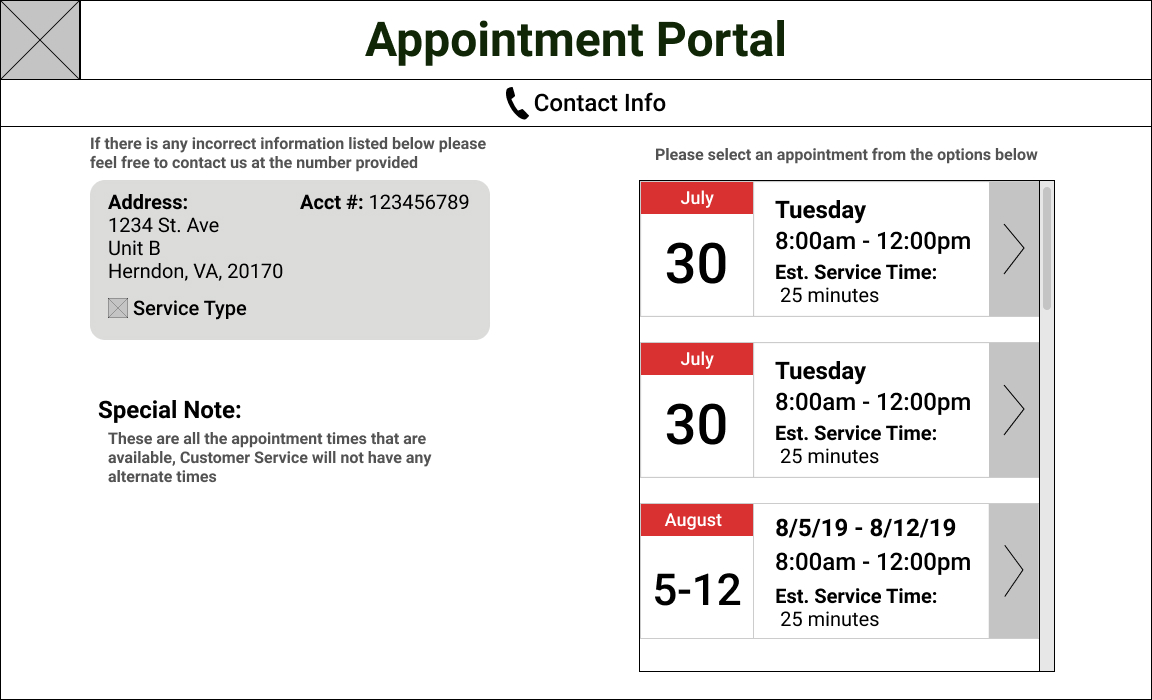 Appointment Portal
Contact Info
If there is any incorrect information listed below please
feel free to contact us at the number provided
Address:
Acct #: 123456789
1234 St. Ave
Unit B
Herndon, VA, 20170
Service Type
Special Note:
These are all the appointment times that are
available, Customer Service will not have any
alternate times
Please select an appointment from the options below
July
30
Tuesday
8:00am - 12:00pm
Est. Service Time:
25 minutes
July
30
Tuesday
8:00am - 12:00pm
Est. Service Time:
25 minutes
August
5-12
8/5/19 - 8/12/19
8:00am - 12:00pm
Est. Service Time:
25 minutes